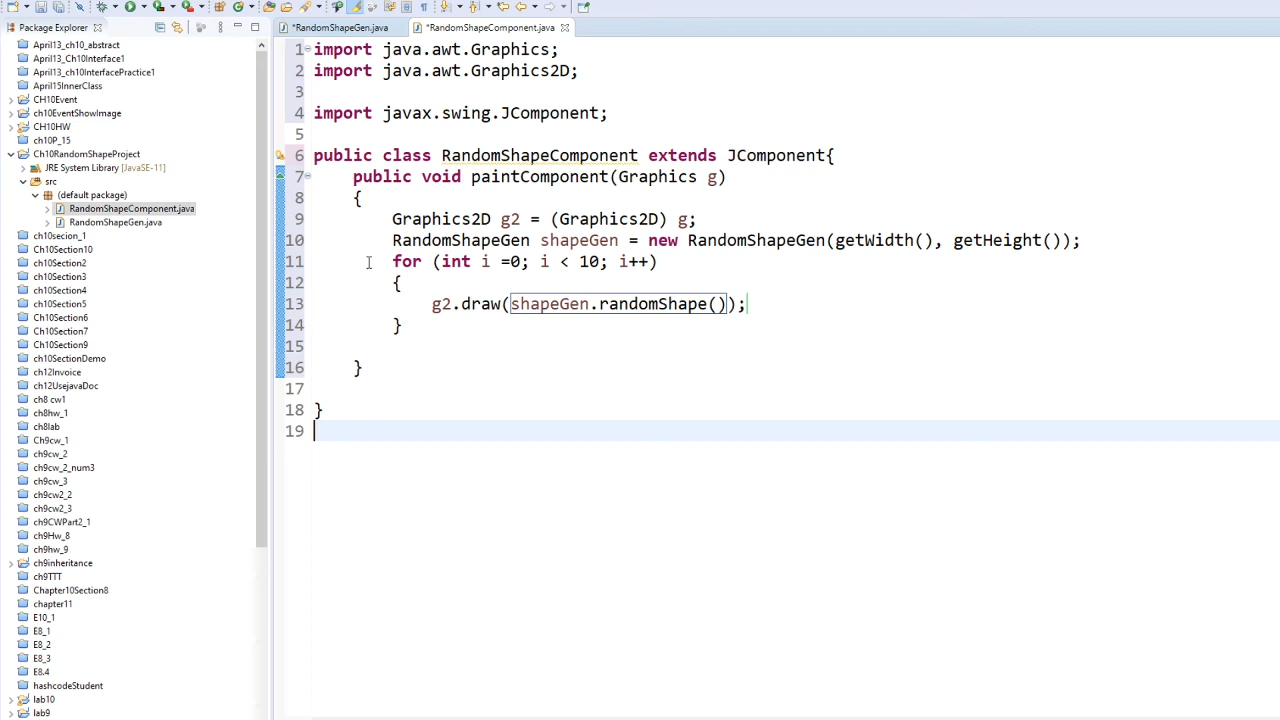 Package Explorer
*RandomShapeGen.java
*RandomShapeComponent.java
April13_ch10_abstract
April13_Ch10Interface1
April13_ch10InterfacePractice1
April15InnerClass
CH10Event
ch10EventShowImage
CH10HW
ch10P_15
Ch10RandomShapeProject
JRE System Library [JavaSE-11]
src
(default package)
RandomShapeComponent.java
RandomShapeGen.java
ch10secion_1
Ch10Section10
ch10Section2
ch10Section3
ch10Section4
ch10Section5
Ch10Section6
Ch10Section7
Ch10Section9
ch10SectionDemo
ch12Invoice
ch12UsejavaDoc
ch8 cw1
ch8hw_1
ch8lab
Ch9cw_1
ch9cw_2
ch9cw_2_num3
ch9cw_3
ch9cw2_2
ch9cw2_3
ch9CWPart2_1
ch9Hw_8
ch9hw_9
ch9inheritance
ch9TTT
Chapter10Section8
chapter11
E10_1
E8_1
E8_2
E8_3
E8.4
hashcodeStudent
lab10
lab9
1 import java.awt.Graphics;
2 import java.awt.Graphics2D;
3
4 import javax.swing.JComponent;
5
6 public class RandomShapeComponent extends JComponent{
7 public void paintComponent(Graphics g)
8 {
9 Graphics2D g2 = (Graphics2D) g;
10 RandomShapeGen shapeGen = new RandomShapeGen(getWidth(), getHeight());
11 for (int i =0; i < 10; i++)
12 {
13 g2.draw(shapeGen.randomShape());
14 }
15
16 }
17
18 }
19